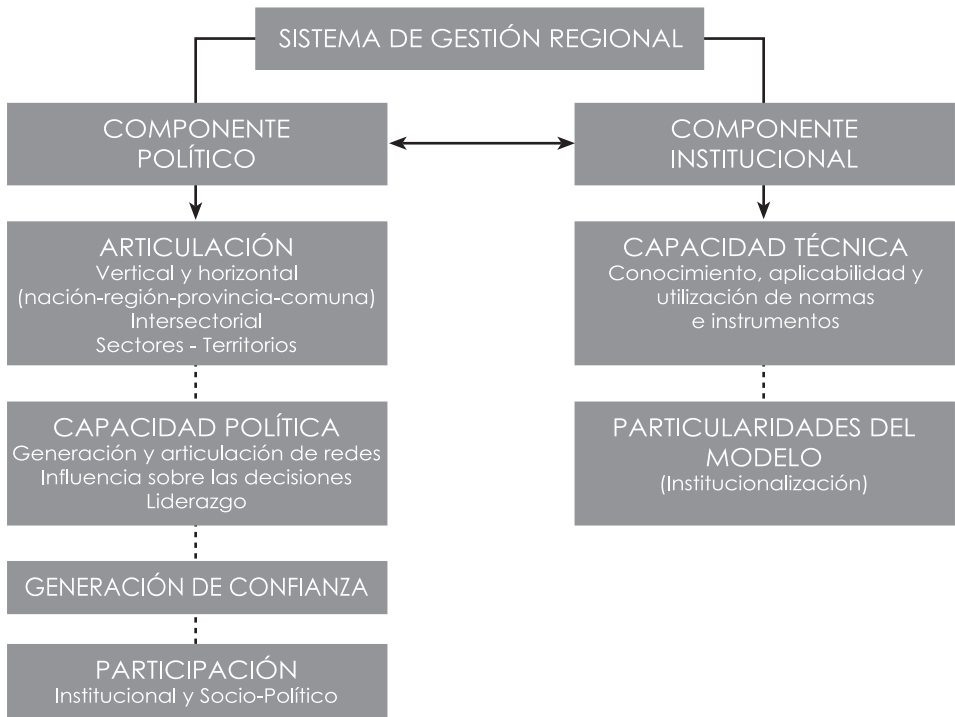 SISTEMA DE GESTIÓN REGIONAL
COMPONENTE
POLÍTICO
COMPONENTE
INSTITUCIONAL
ARTICULACIÓN
Vertical y horizontal
(nación-región-provincia-comuna)
Intersectorial
Sectores - Territorios
CAPACIDAD TÉCNICA
Conocimiento, aplicabilidad y
utilización de normas
e instrumentos
CAPACIDAD POLÍTICA
Generación y articulación de redes
Influencia sobre las decisiones
Liderazgo
PARTICULARIDADES DEL
MODELO
(Institucionalización)
GENERACIÓN DE CONFIANZA
PARTICIPACIÓN
Institucional y Socio-Político